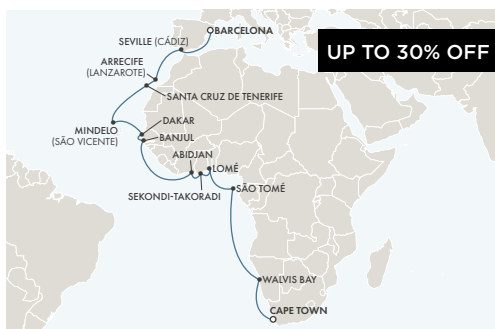 BARCELONA
UP TO 30% OFF
SEVILLE (CÁDIZ)
ARRECIFE
(LANZAROTE)
SANTA CRUZ DE TENERIFE
MINDELO
(SÃO VICENTE)
DAKAR
BANJUL
ABIDJAN
LOMÉ
SEKONDI-TAKORADI
SÃO TOMÉ
WALVIS BAY
CAPE TOWN